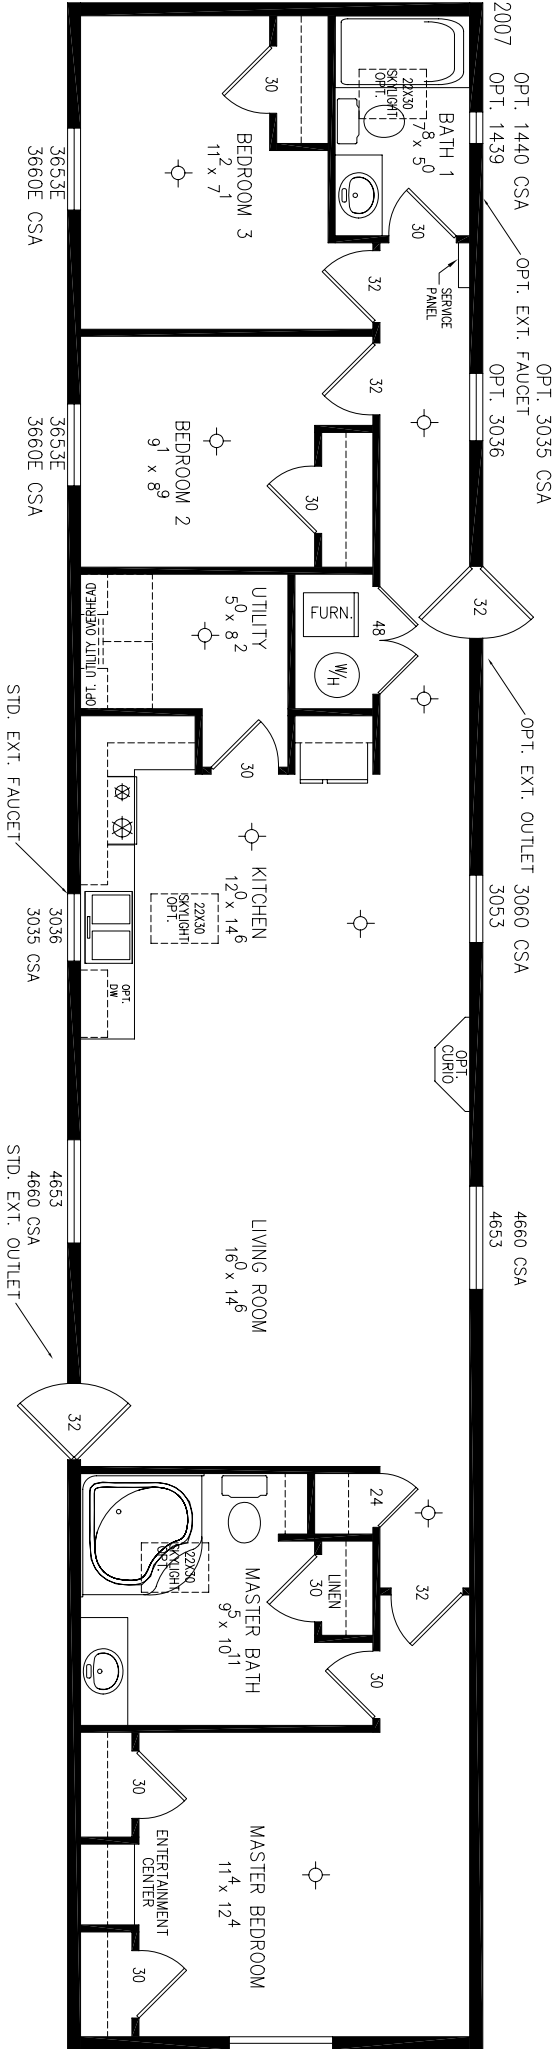 2007
OPT. 1440 CSA
OPT. 1439
OPT. EXT. FAUCET
OPT. 3035 CSA
OPT. 3036
OPT. EXT. OUTLET
3060 CSA
3053
4660 CSA
4653
22X30
SKYLIGHT
OPT.
BATH 1
7⁸ x 5⁰
30
30
SERVICE
PANEL
BEDROOM 3
11² x 7¹
32
32
BEDROOM 2
9¹ x 8⁹
30
32
FURN.
W/H
48
UTILITY
5⁰ x 8²
OPT. UTILITY OVERHEAD
30
KITCHEN
12⁰ x 14⁶
22X30
SKYLIGHT
OPT.
OPT.
DW
OPT.
CURIO
LIVING ROOM
16⁰ x 14⁶
32
24
32
LINEN
30
30
22X30
SKYLIGHT
OPT.
MASTER BATH
9⁵ x 10¹¹
MASTER BEDROOM
11⁴ x 12⁴
30
ENTERTAINMENT
CENTER
30
3653E
3660E CSA
3653E
3660E CSA
STD. EXT. FAUCET
3036
3035 CSA
4653
4660 CSA
STD. EXT. OUTLET